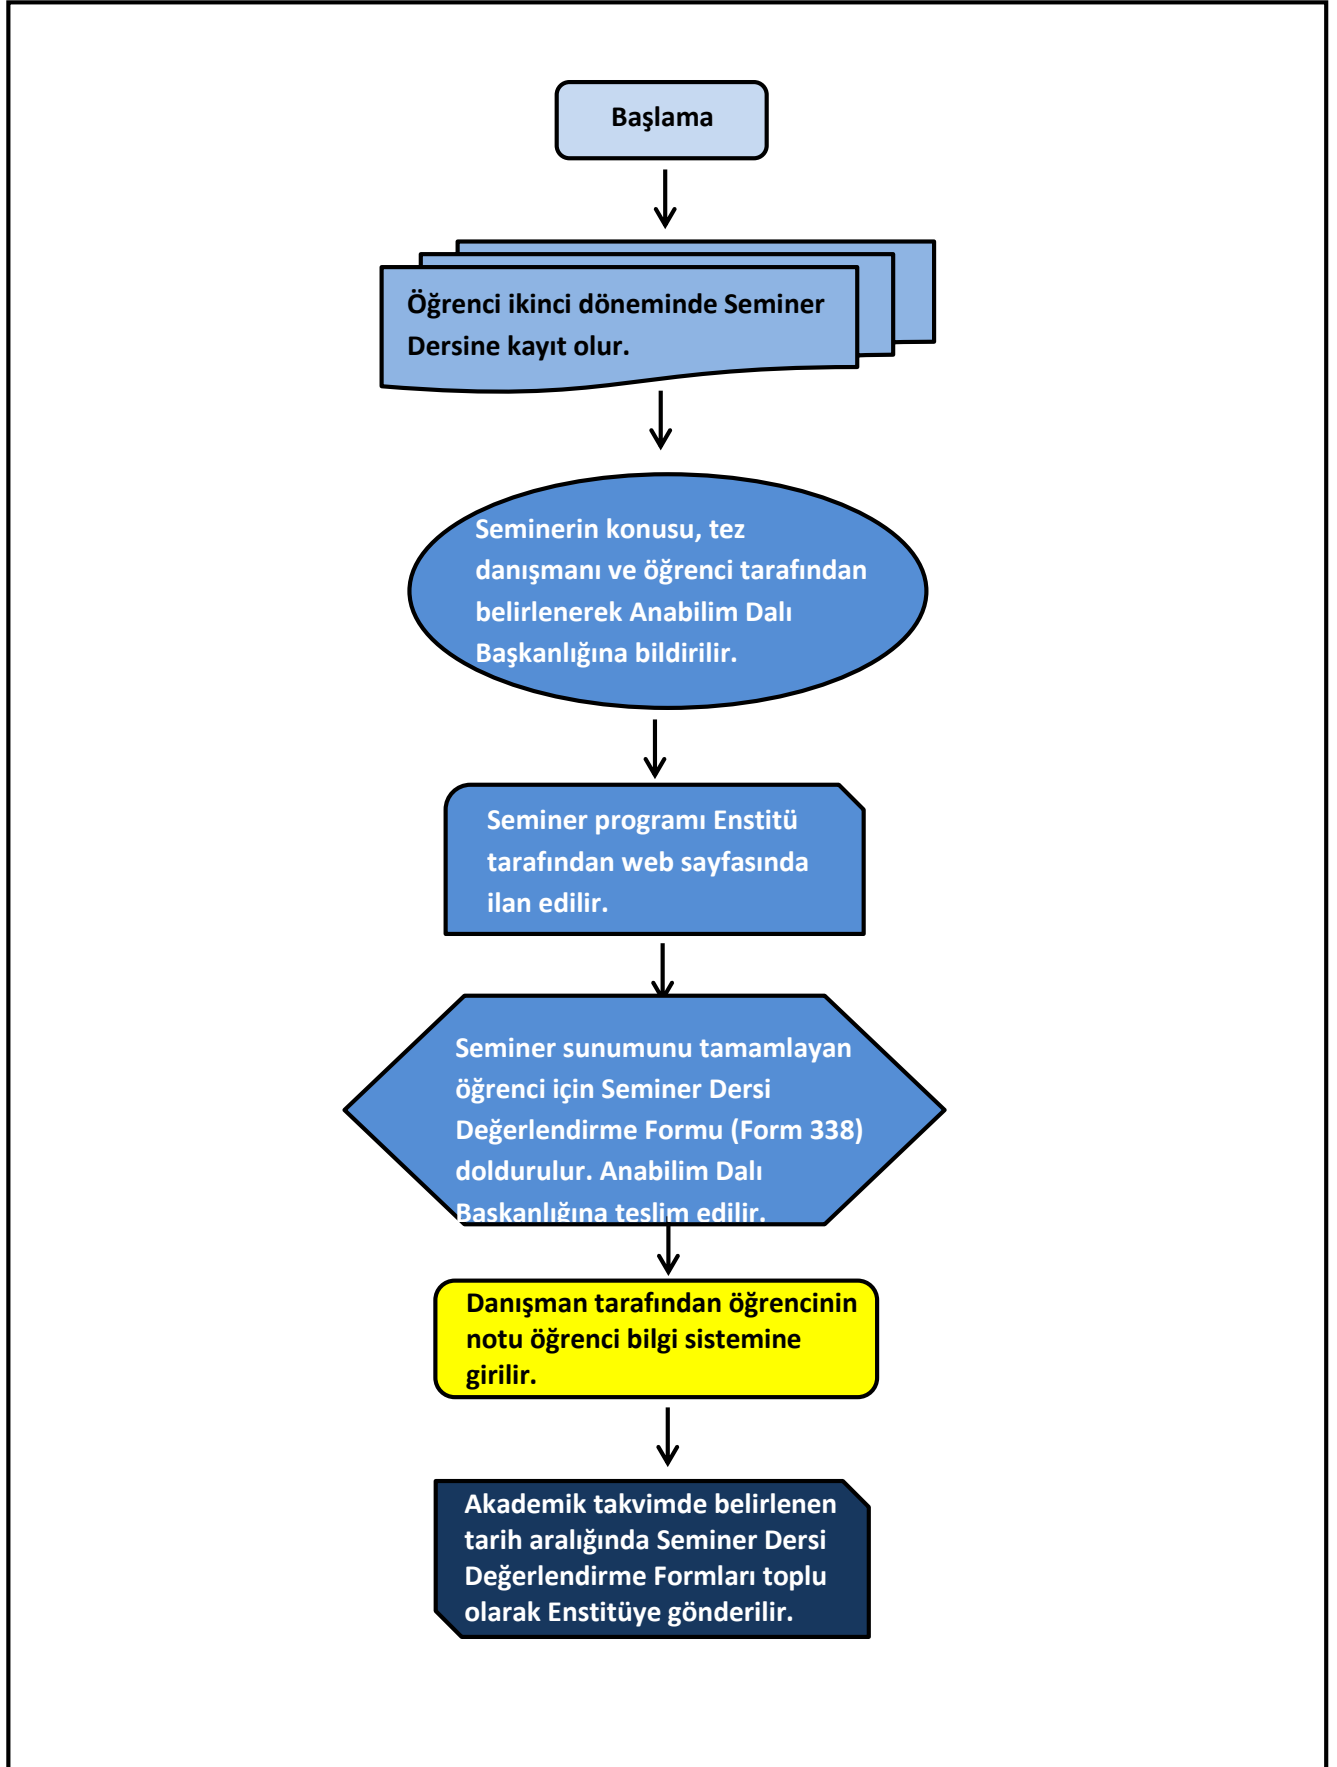 Başlama
Öğrenci ikinci döneminde Seminer
Dersine kayıt olur.
Seminerin konusu, tez
danışmanı ve öğrenci tarafından
belirlenerek Anabilim Dalı
Başkanlığına bildirilir.
Seminer programı Enstitü
tarafından web sayfasında
ilan edilir.
Seminer sunumunu tamamlayan
öğrenci için Seminer Dersi
Değerlendirme Formu (Form 338)
doldurulur. Anabilim Dalı
Başkanlığına teslim edilir.
Danışman tarafından öğrencinin
notu öğrenci bilgi sistemine
girilir.
Akademik takvimde belirlenen
tarih aralığında Seminer Dersi
Değerlendirme Formları toplu
olarak Enstitüye gönderilir.